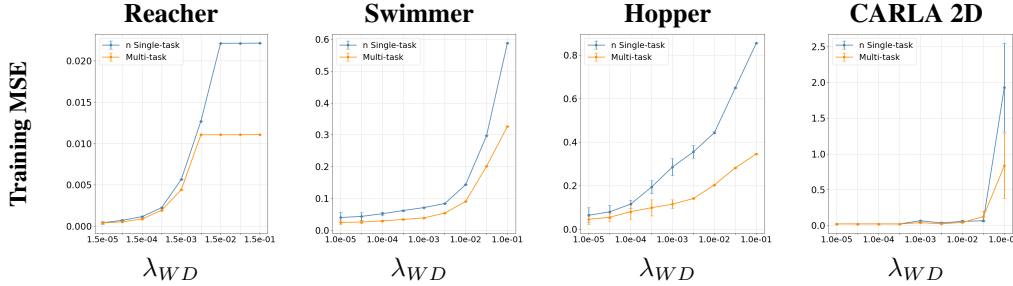 Reacher
Swimmer
Hopper
CARLA 2D
Training MSE
n Single-task
Multi-task
0.020
0.015
0.010
0.005
0.000
1.5e-05
1.5e-04
1.5e-03
1.5e-02
1.5e-01
λWD
n Single-task
Multi-task
0.6
0.5
0.4
0.3
0.2
0.1
0.0
1.0e-05
1.0e-04
1.0e-03
1.0e-02
1.0e-01
λWD
n Single-task
Multi-task
0.8
0.6
0.4
0.2
0.0
1.0e-05
1.0e-04
1.0e-03
1.0e-02
1.0e-01
λWD
n Single-task
Multi-task
2.5
2.0
1.5
1.0
0.5
0.0
1.0e-05
1.0e-04
1.0e-03
1.0e-02
1.0e-0
λWD